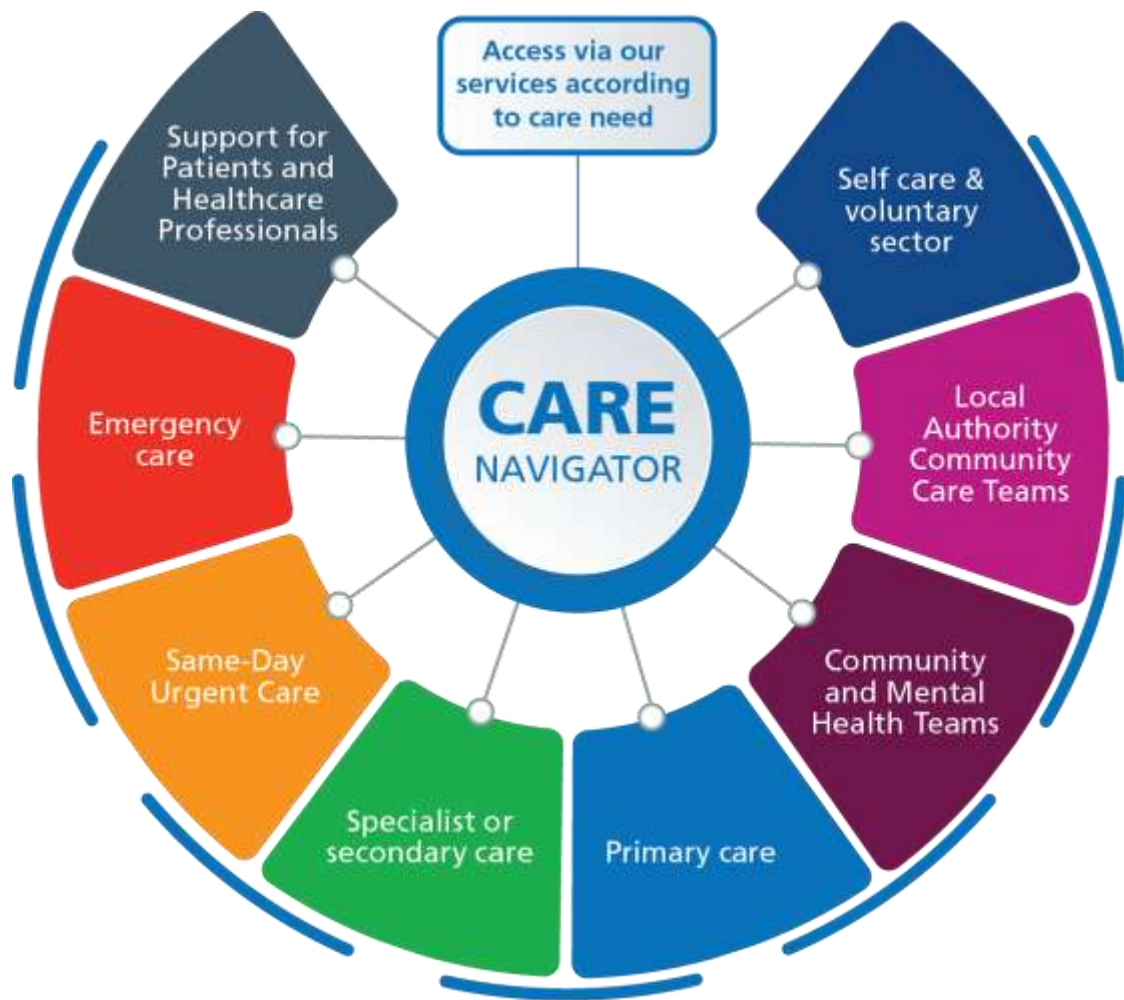 Access via our
services according
to care need
Support for
Patients and
Healthcare
Professionals
Self care &
voluntary
sector
CARE
NAVIGATOR
Emergency
care
Local
Authority
Community
Care Teams
Same-Day
Urgent Care
Community
and Mental
Health Teams
Specialist or
secondary care
Primary care